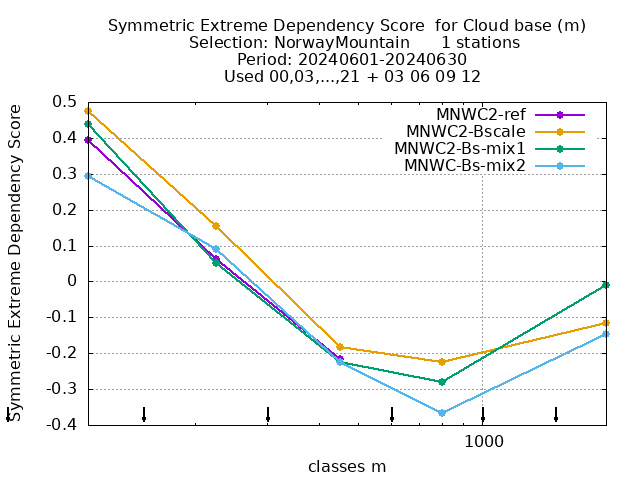 Symmetric Extreme Dependency Score  for Cloud base (m)
Selection: NorwayMountain      1 stations
Period: 20240601-20240630
Used 00,03,...,21 + 03 06 09 12
Symmetric Extreme Dependency Score
0.5
0.4
0.3
0.2
0.1
0
-0.1
-0.2
-0.3
-0.4
MNWC2-ref
MNWC2-Bscale
MNWC2-Bs-mix1
MNWC-Bs-mix2
1000
classes m